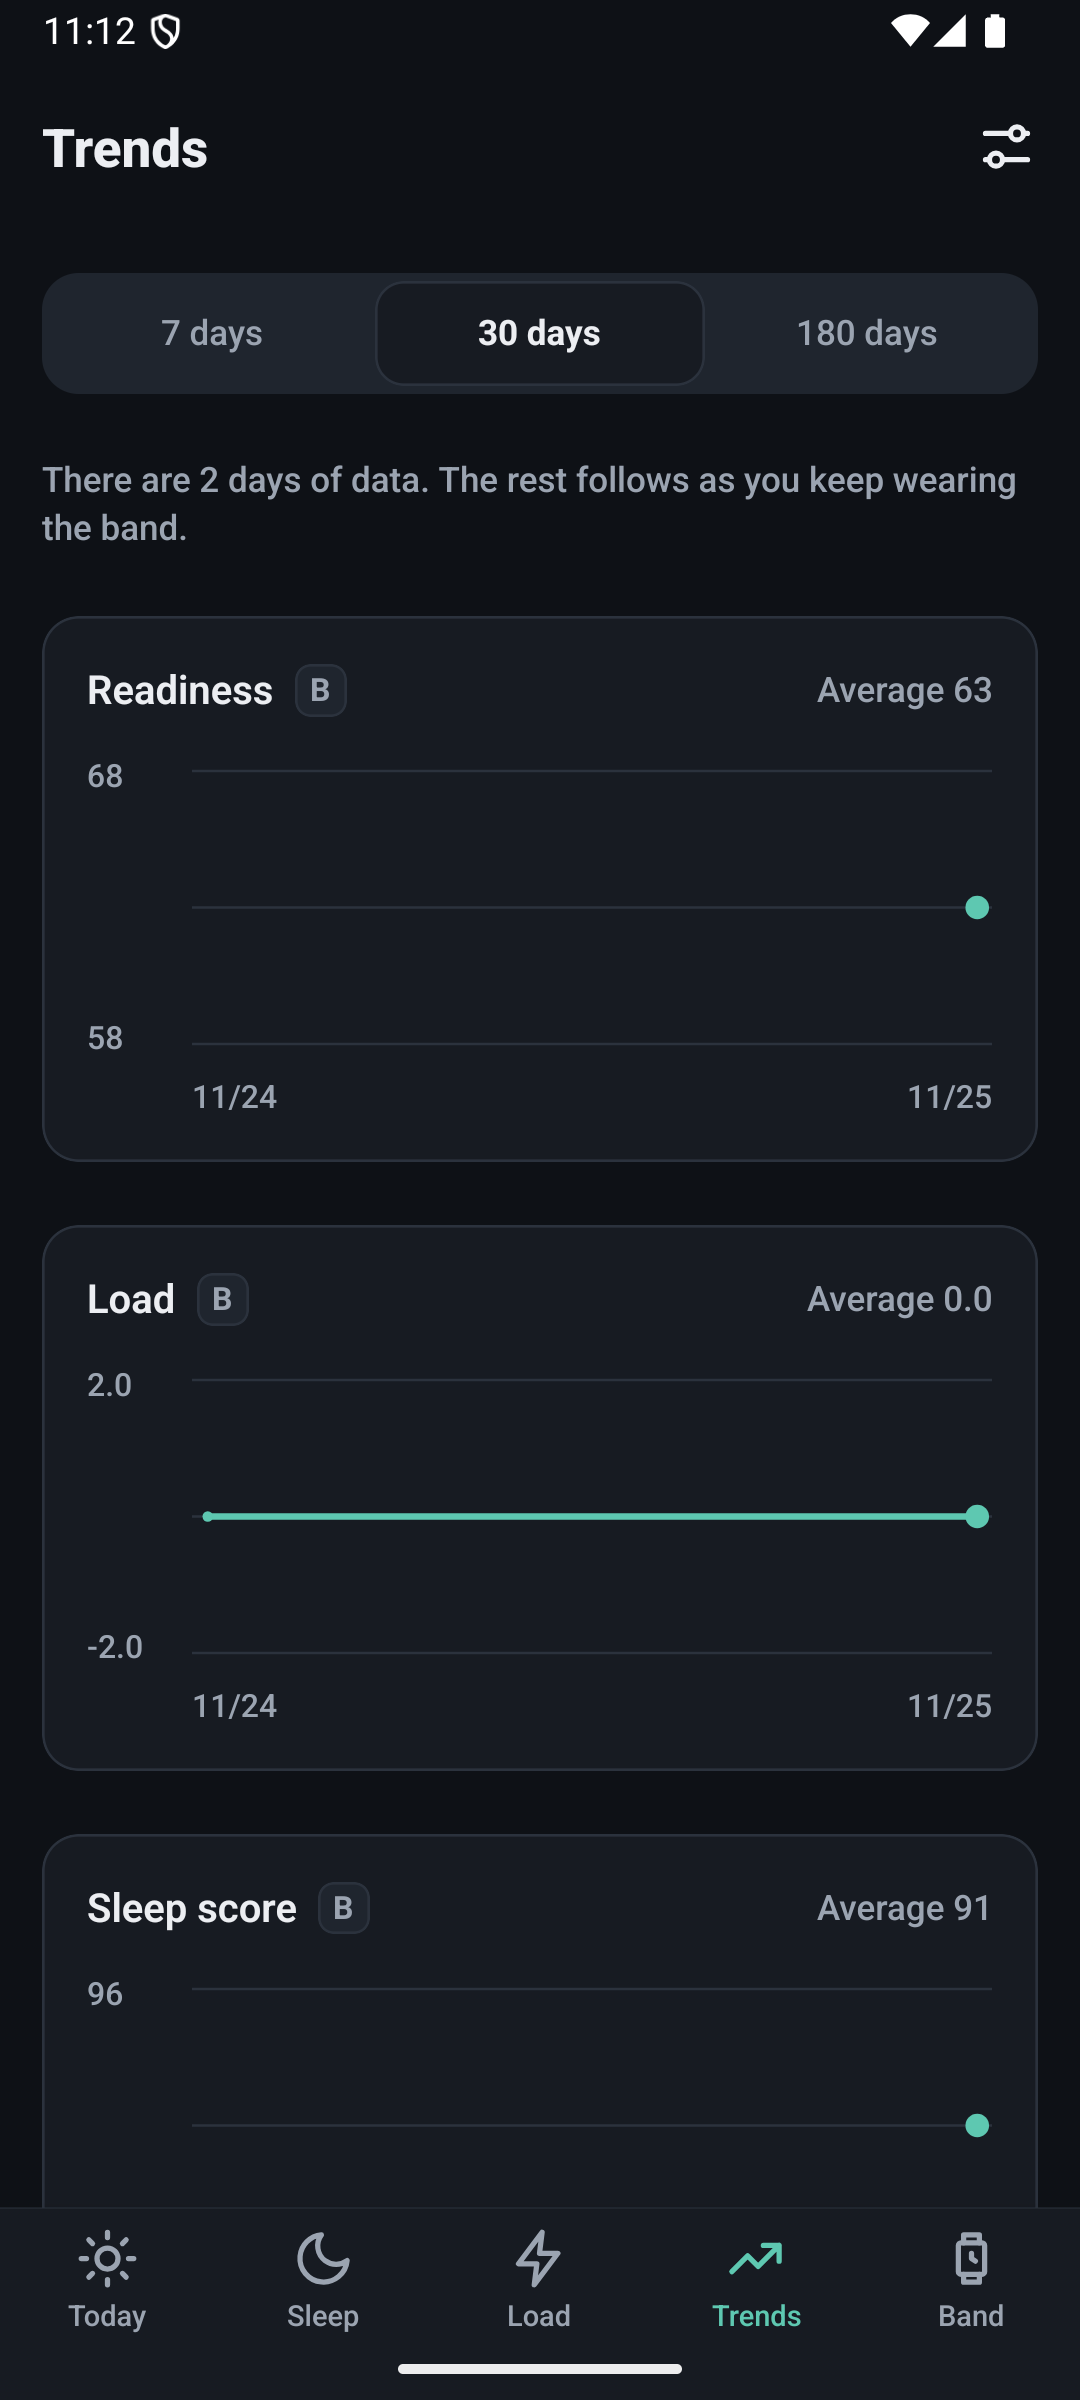 11:12
Trends
7 days
30 days
180 days
There are 2 days of data. The rest follows as you keep wearing
the band.
Readiness B Average 63
68
58
11/24 11/25
Load B Average 0.0
2.0
-2.0
11/24 11/25
Sleep score B Average 91
96
Today Sleep Load Trends Band